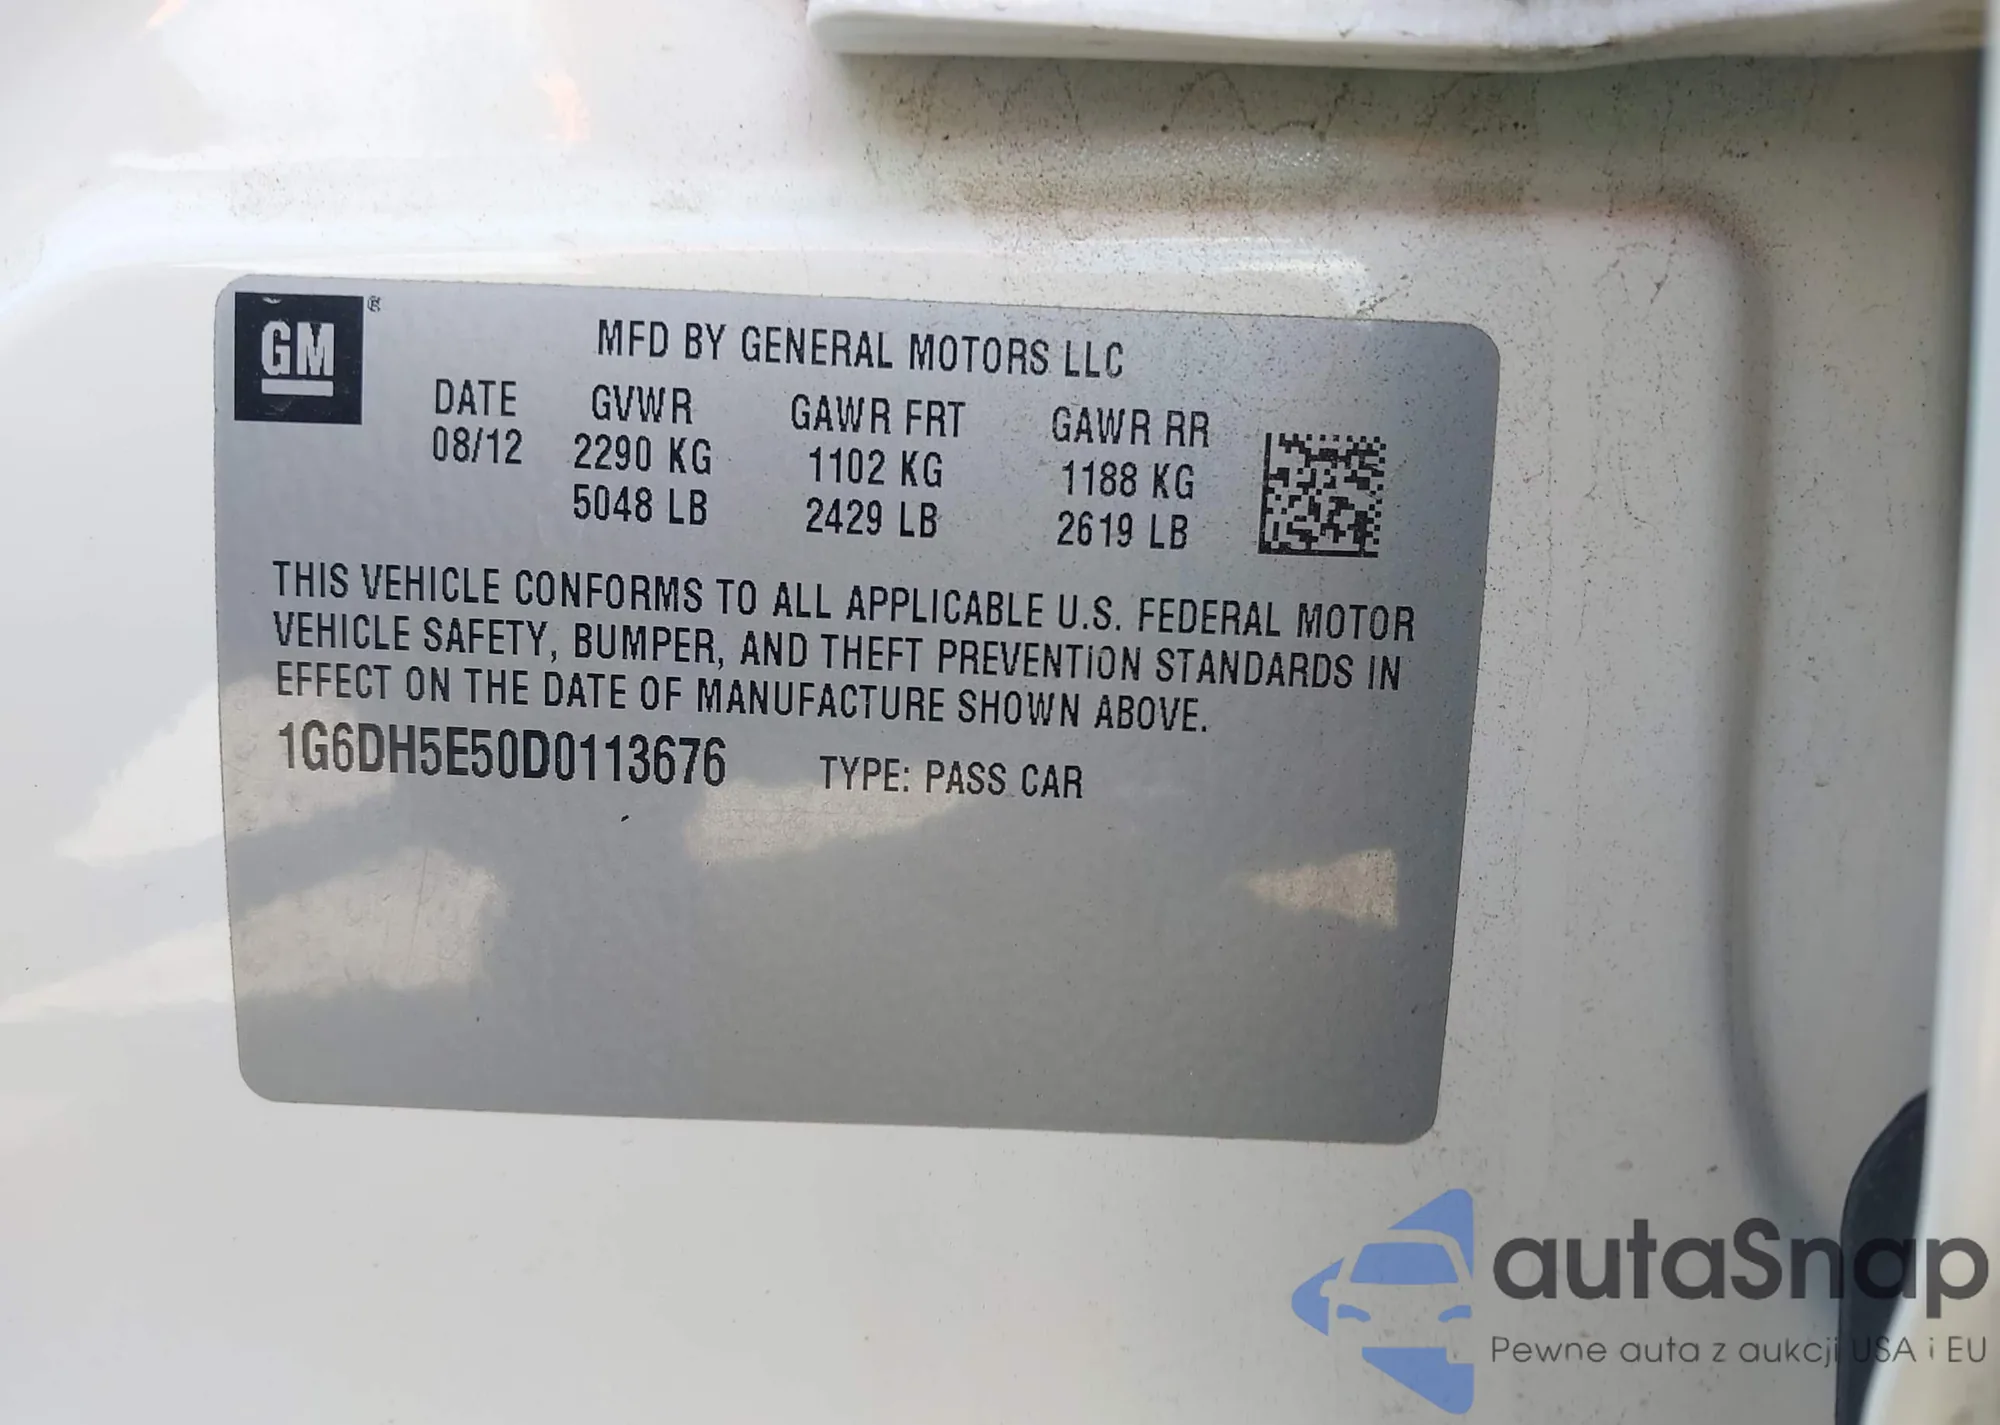 GM
®
MFD BY GENERAL MOTORS LLC
DATE GVWR GAWR FRT GAWR RR
08/12 2290 KG 1102 KG 1188 KG
5048 LB 2429 LB 2619 LB
THIS VEHICLE CONFORMS TO ALL APPLICABLE U.S. FEDERAL MOTOR
VEHICLE SAFETY, BUMPER, AND THEFT PREVENTION STANDARDS IN
EFFECT ON THE DATE OF MANUFACTURE SHOWN ABOVE.
1G6DH5E50D0113676 TYPE: PASS CAR
autaSnap
Pewne auta z aukcji USA i EU